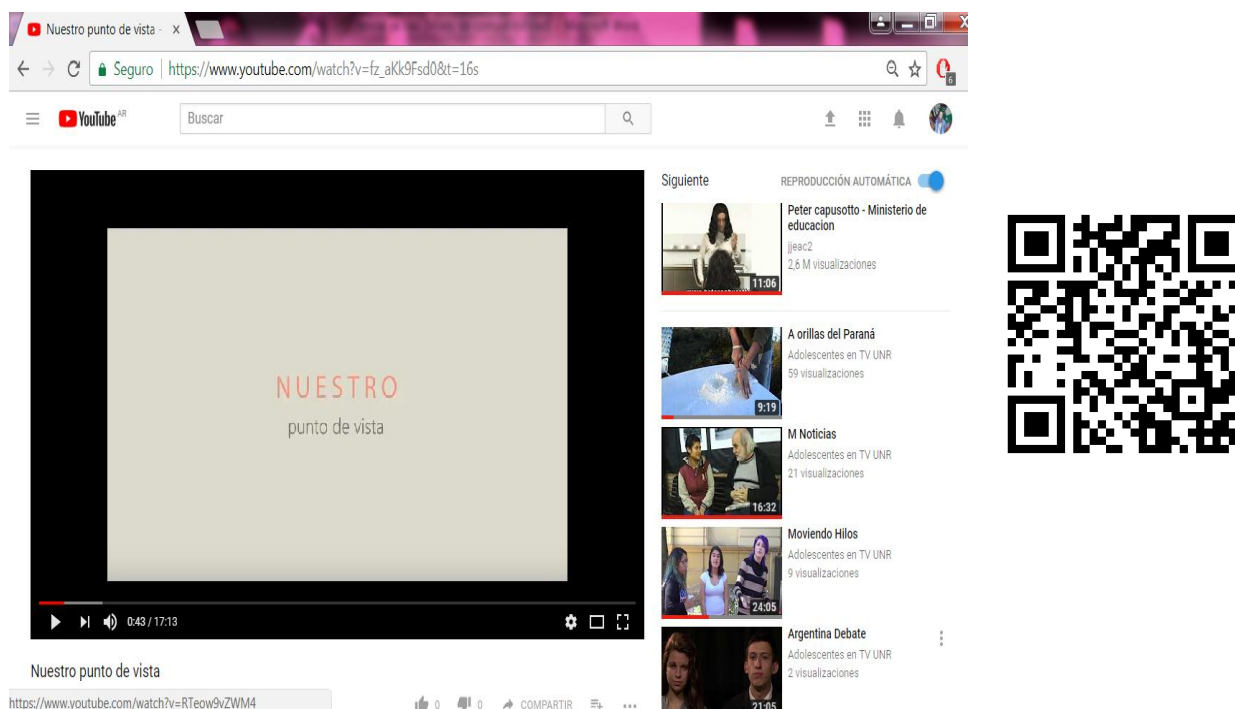 Nuestro punto de vista -
Seguro | https://www.youtube.com/watch?v=fz_aKk9Fsd0&t=16s
6
YouTube AR
Buscar
NUESTRO
punto de vista
0:43 / 17:13
Nuestro punto de vista
https://www.youtube.com/watch?v=RTeow9vZWM4
0
0
COMPARTIR
Siguiente
REPRODUCCIÓN AUTOMÁTICA
Peter capusotto - Ministerio de
educacion
jjeac2
2,6 M visualizaciones
11:06
A orillas del Paraná
Adolescentes en TV UNR
59 visualizaciones
9:19
M Noticias
Adolescentes en TV UNR
21 visualizaciones
16:32
Moviendo Hilos
Adolescentes en TV UNR
9 visualizaciones
24:05
Argentina Debate
Adolescentes en TV UNR
2 visualizaciones
21:05